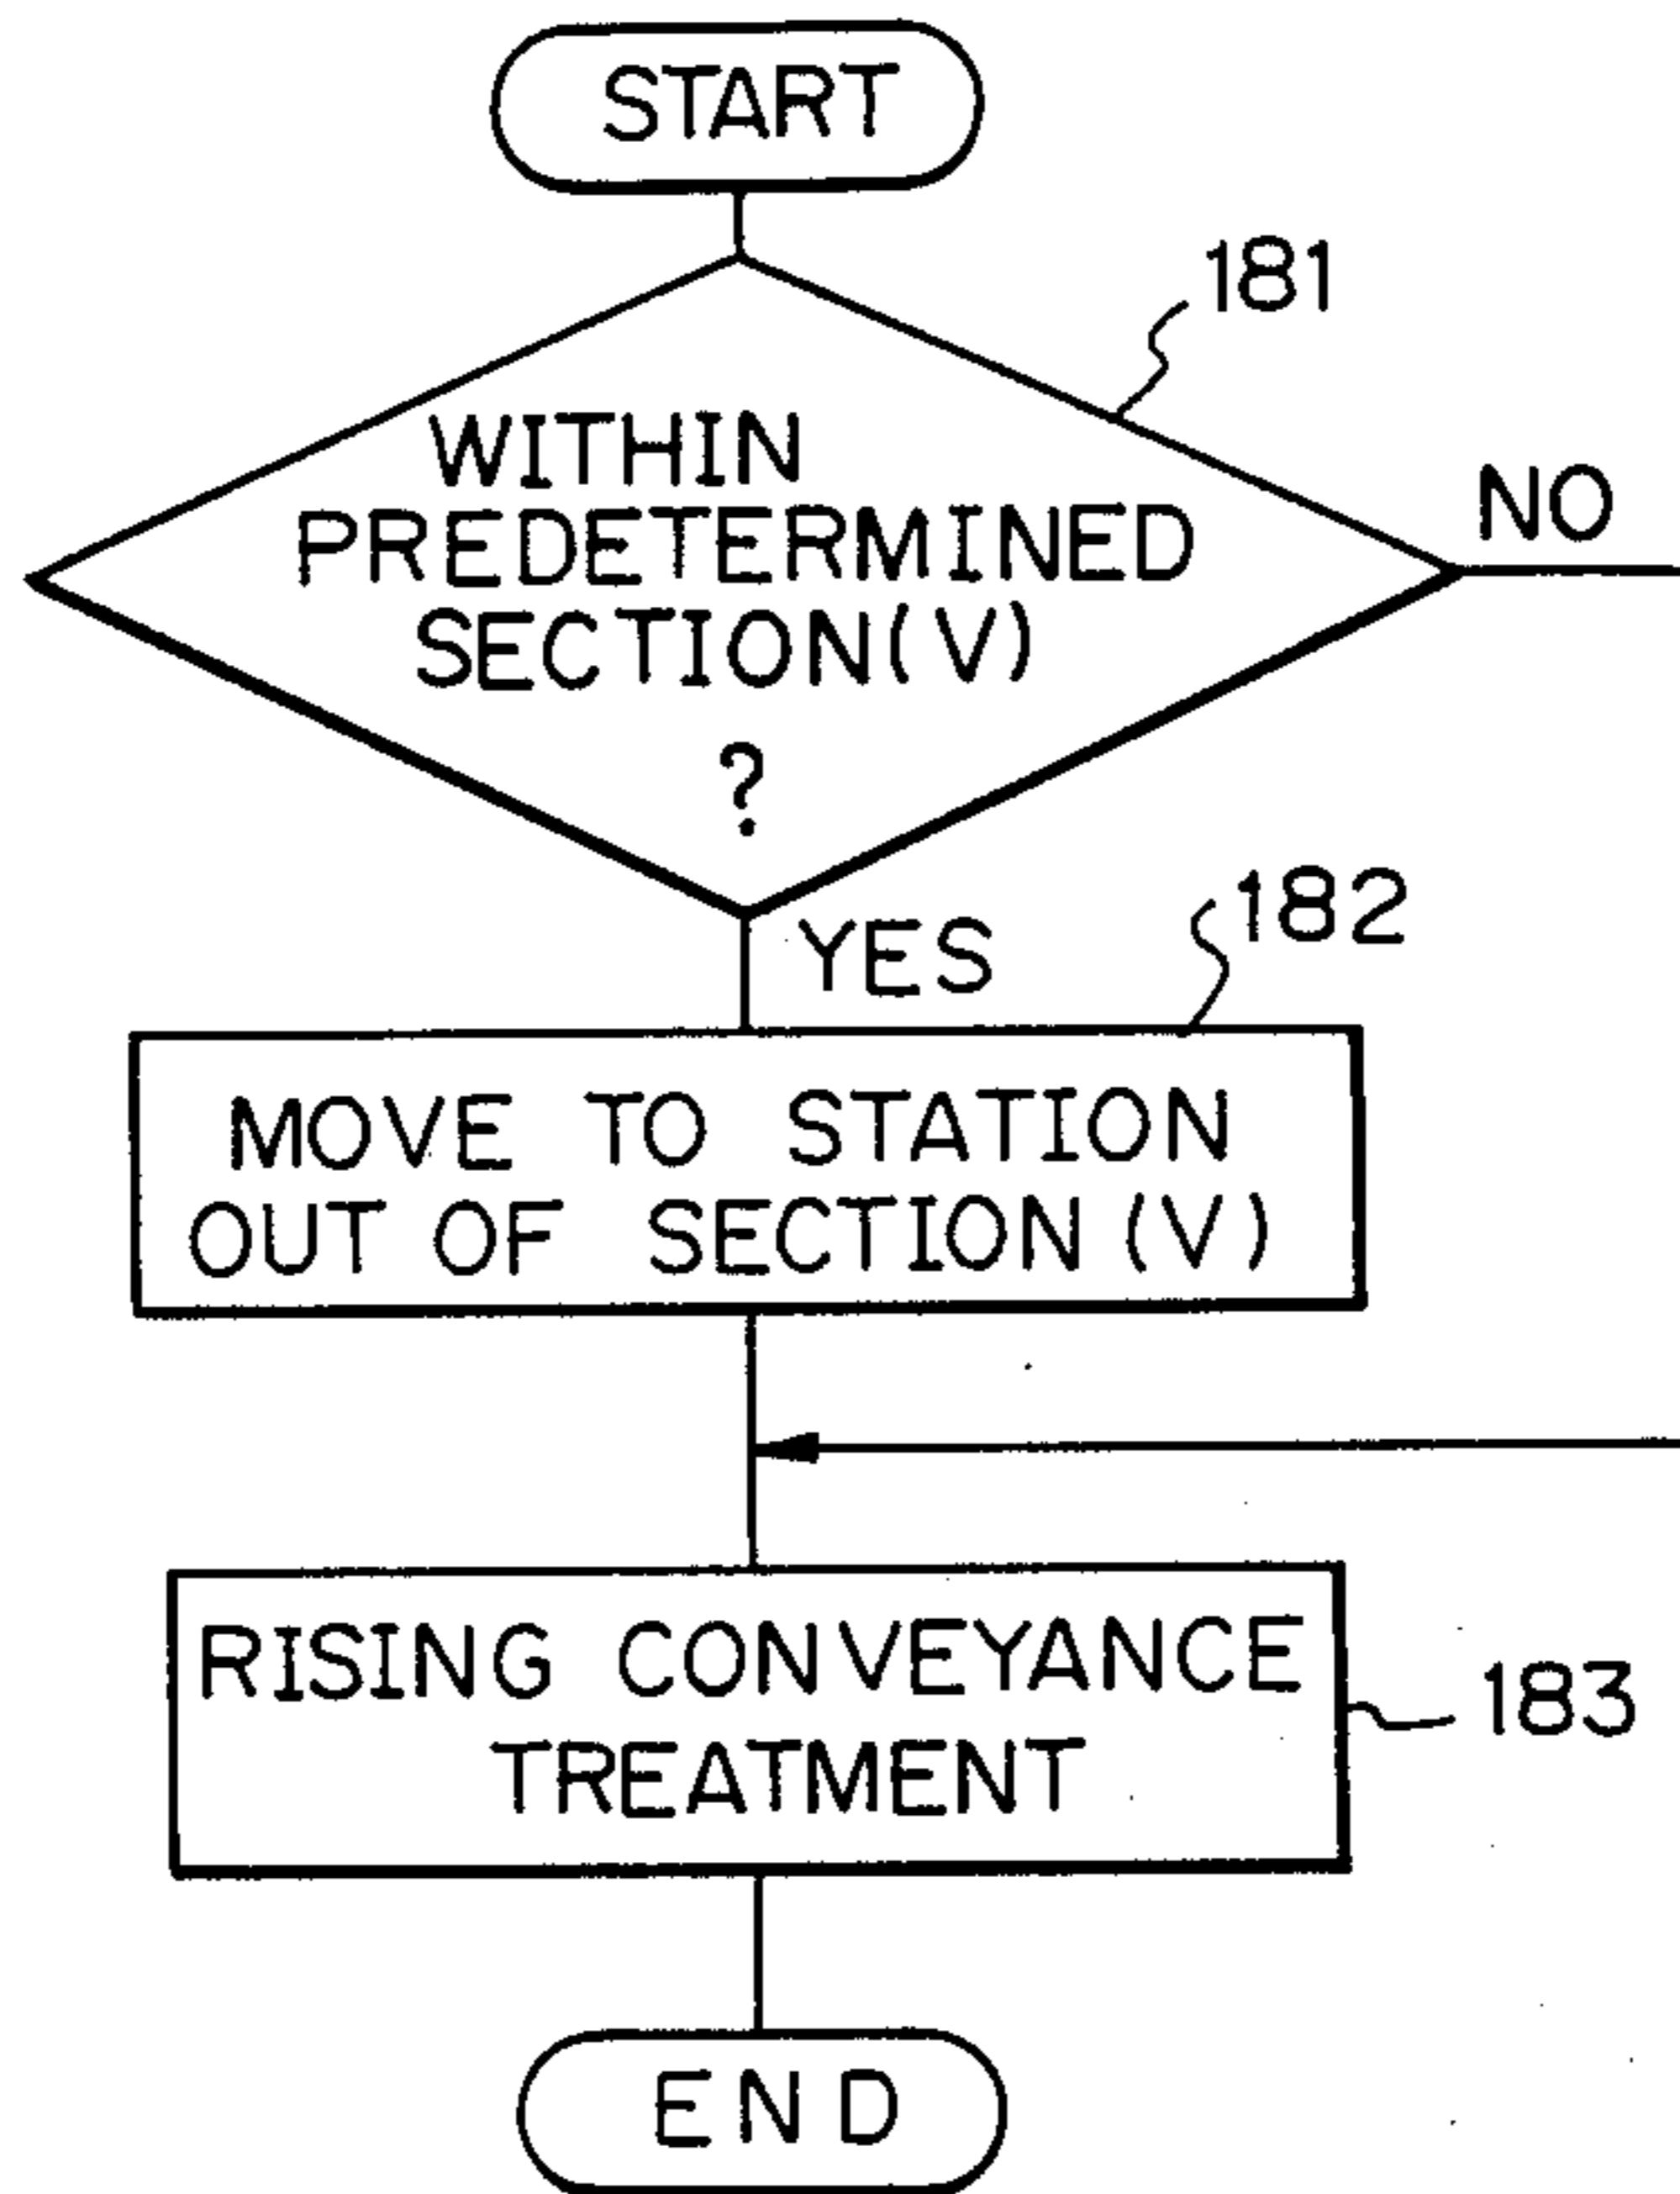 START
181
WITHIN
PREDETERMINED
SECTION(V)
?
NO
YES
182
MOVE TO STATION
OUT OF SECTION (V)
RISING CONVEYANCE
TREATMENT
183
END